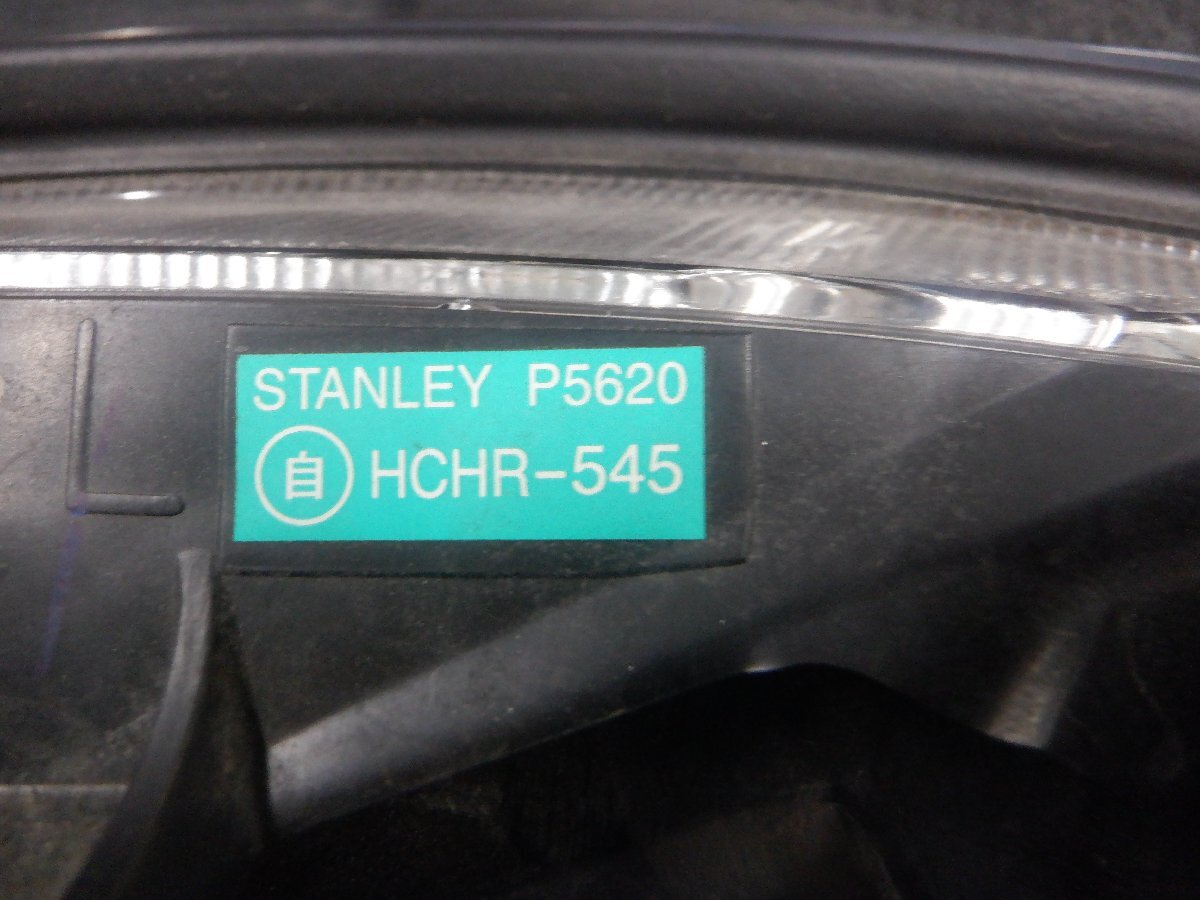 L
STANLEY P5620
自 HCHR-545